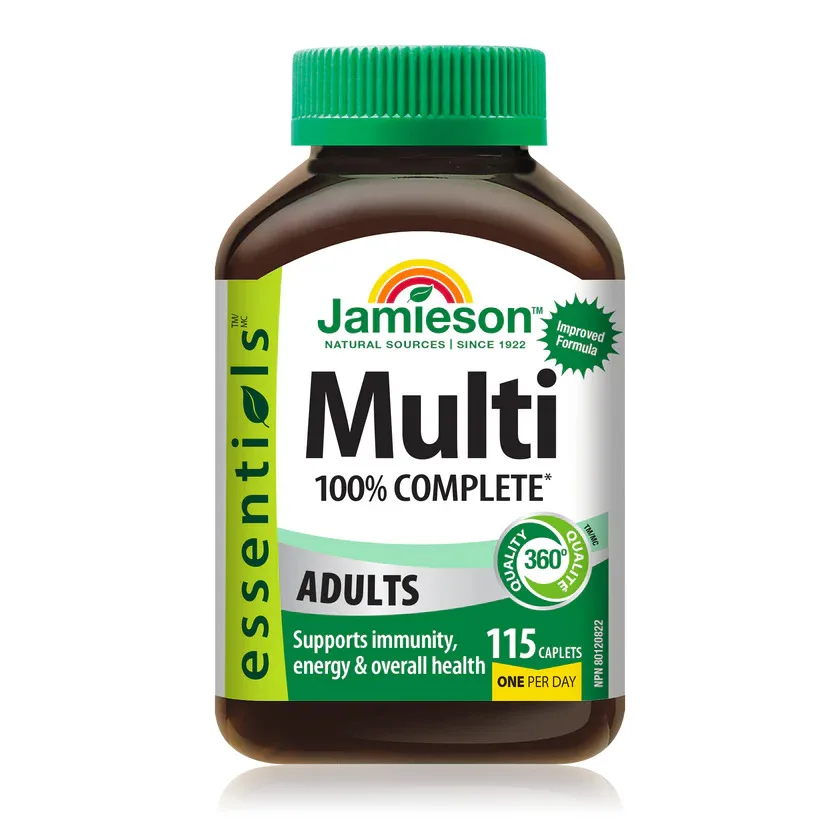 Jamieson™
NATURAL SOURCES | SINCE 1922
Improved
Formula
Multi
100% COMPLETE*
essentials
TM/MC
360°
QUALITY
QUALITÉ
TM/MC
ADULTS
Supports immunity,
energy & overall health
115 CAPLETS
ONE PER DAY
NPN 80120822